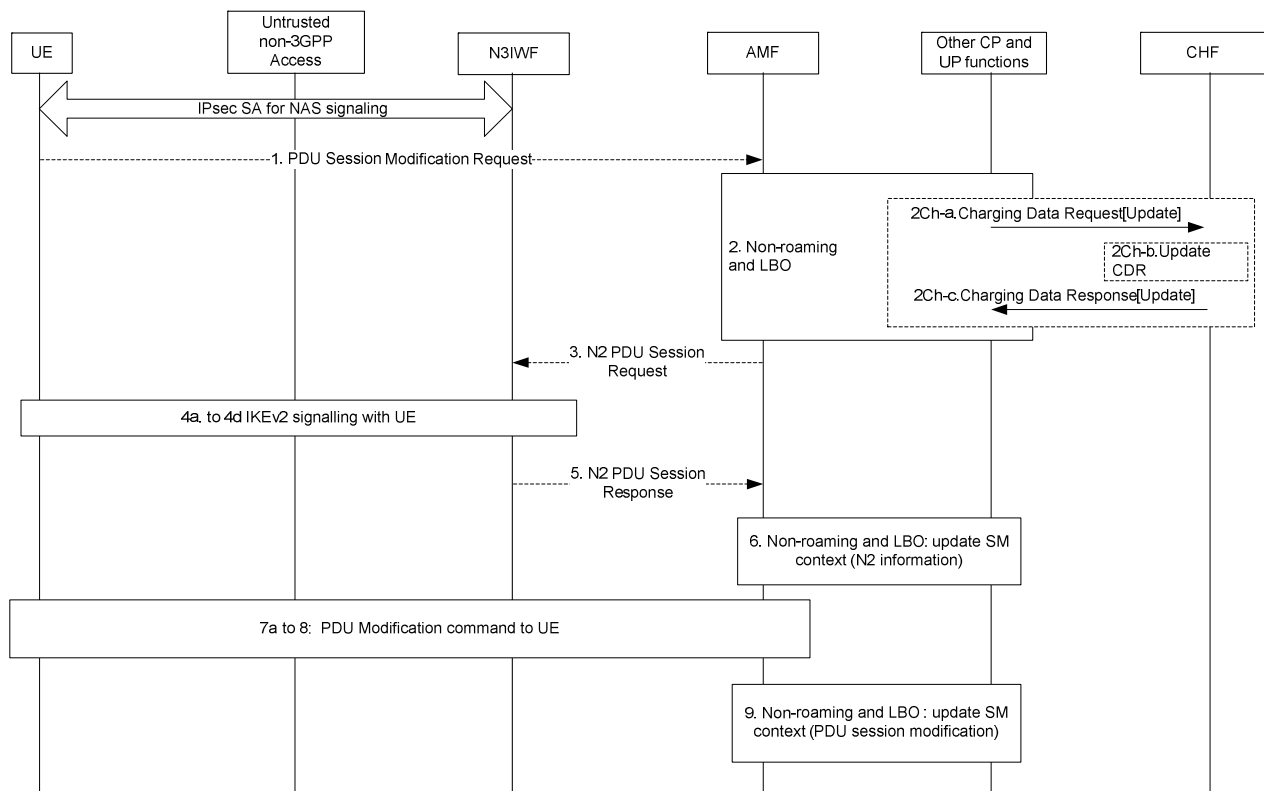 UE
Untrusted
non-3GPP
Access
N3IWF
AMF
Other CP and
UP functions
CHF
IPsec SA for NAS signaling
1. PDU Session Modification Request
2Ch-a.Charging Data Request[Update]
2. Non-roaming
and LBO
2Ch-b.Update
CDR
2Ch-c.Charging Data Response[Update]
3. N2 PDU Session
Request
4a. to 4d IKEv2 signalling with UE
5. N2 PDU Session
Response
6. Non-roaming and LBO: update SM
context (N2 information)
7a to 8: PDU Modification command to UE
9. Non-roaming and LBO : update SM
context (PDU session modification)